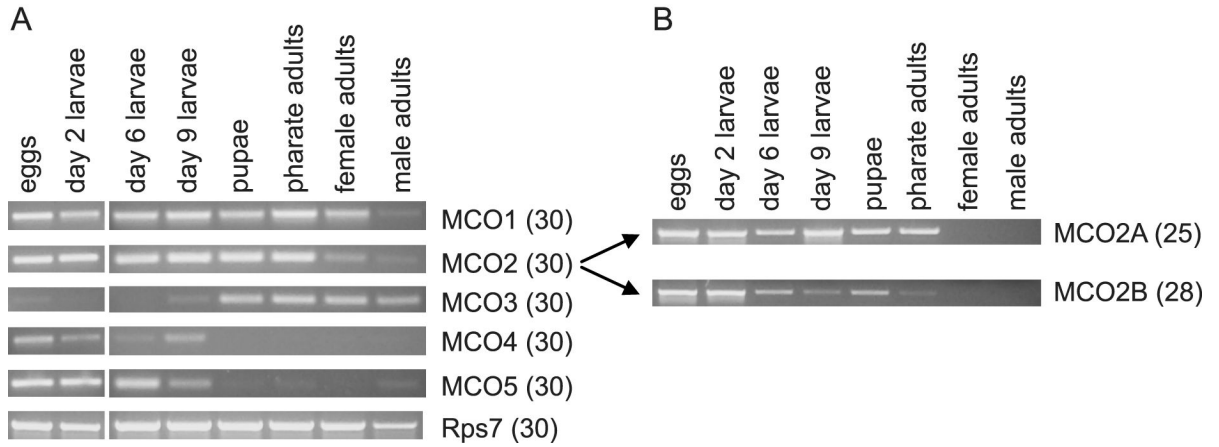 A
eggs
day 2 larvae
day 6 larvae
day 9 larvae
pupae
pharate adults
female adults
male adults
MCO1 (30)
MCO2 (30)
MCO3 (30)
MCO4 (30)
MCO5 (30)
Rps7 (30)
B
eggs
day 2 larvae
day 6 larvae
day 9 larvae
pupae
pharate adults
female adults
male adults
MCO2A (25)
MCO2B (28)